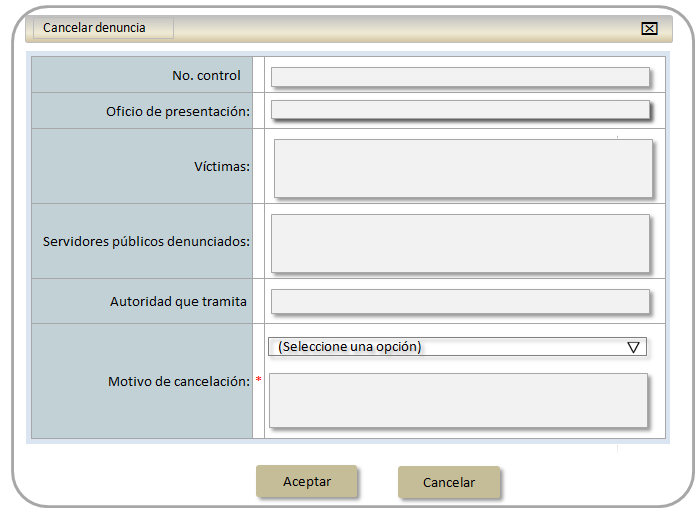 Cancelar denuncia
No. control
Oficio de presentación:
Víctimas:
Servidores públicos denunciados:
Autoridad que tramita
(Seleccione una opción)
Motivo de cancelación: *
Aceptar
Cancelar